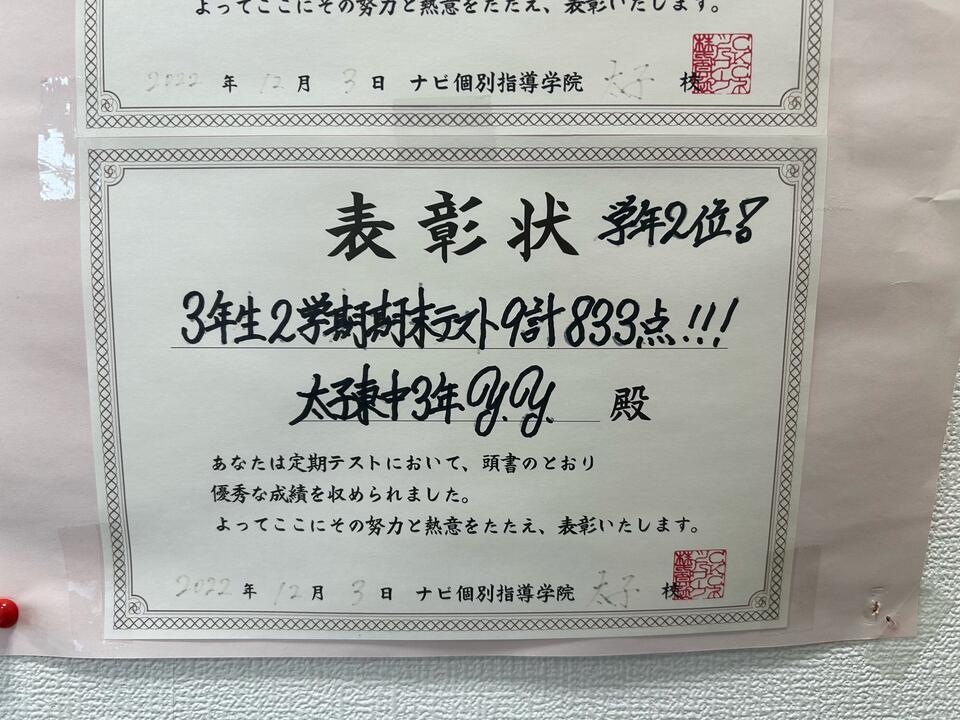 よってここにその努力と熱意をたたえ、表彰いたします。
2022 年 12 月 3 日 ナビ個別指導学院 太子 校
表彰状 学年2位!
3年生2学期期末テスト9計833点!!!
太子東中3年 Y.Y. 殿
あなたは定期テストにおいて、頭書のとおり
優秀な成績を収められました。
よってここにその努力と熱意をたたえ、表彰いたします。
2022 年 12 月 3 日 ナビ個別指導学院 太子 校